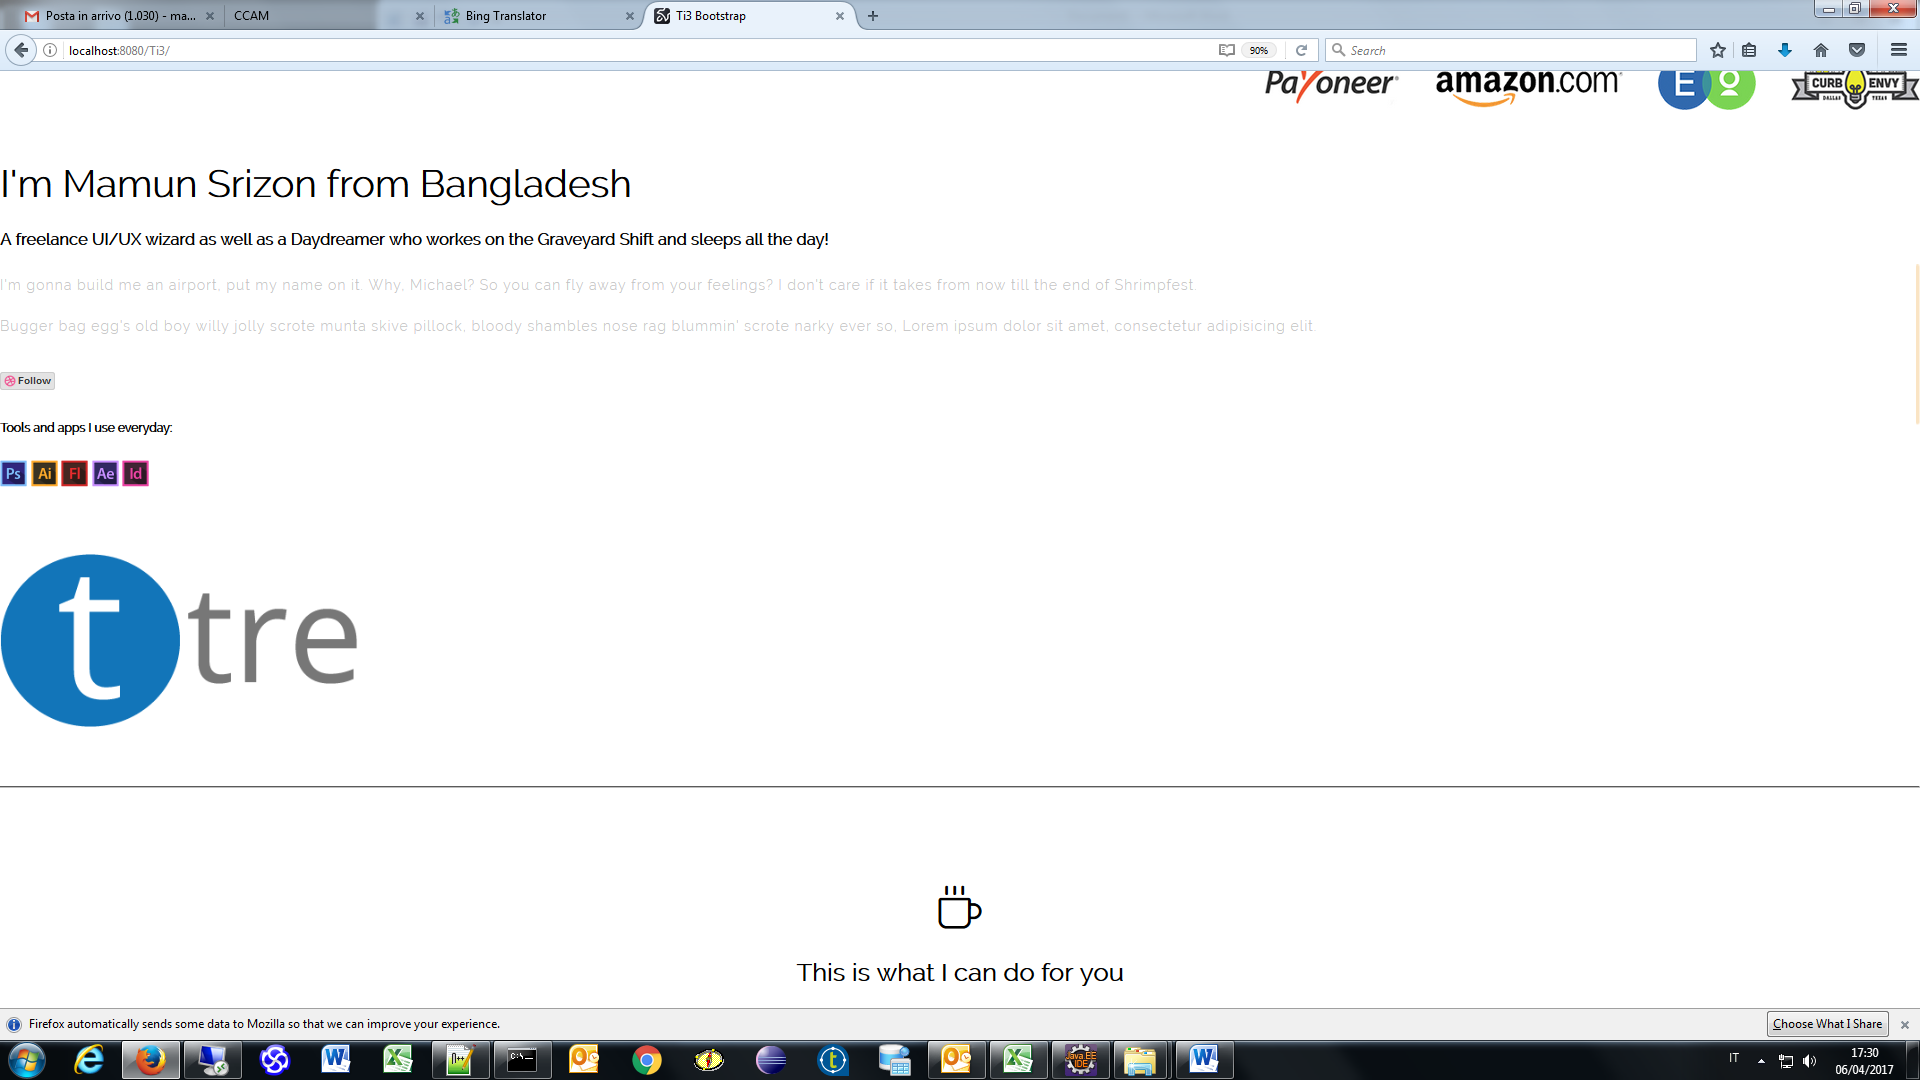 Posta in arrivo (1.030) - ma...
CCAM
Bing Translator
Ti3 Bootstrap
localhost:8080/Ti3/
90%
Search
Payoneer
amazon.com
E
g
CURB ENVY
DALLAS TEXAS
I'm Mamun Srizon from Bangladesh
A freelance UI/UX wizard as well as a Daydreamer who workes on the Graveyard Shift and sleeps all the day!
I'm gonna build me an airport, put my name on it. Why, Michael? So you can fly away from your feelings? I don't care if it takes from now till the end of Shrimpfest.
Bugger bag egg's old boy willy jolly scrote munta skive pillock, bloody shambles nose rag blummin' scrote narky ever so, Lorem ipsum dolor sit amet, consectetur adipisicing elit.
Follow
Tools and apps I use everyday:
Ps Ai Fl Ae Id
t tre
This is what I can do for you
Firefox automatically sends some data to Mozilla so that we can improve your experience.
Choose What I Share
Java EE
IDE
IT
17:30
06/04/2017